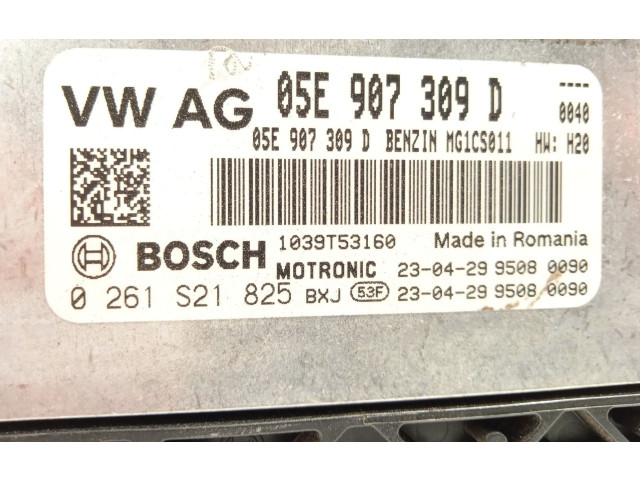 VW AG 05E 907 309 D ----
0040
05E 907 309 D BENZIN MG1CS011 HW: H20
BOSCH 1039T53160 Made in Romania
MOTRONIC 23-04-29 9508 0090
0 261 S21 825 BXJ 53F 23-04-29 9508 0090